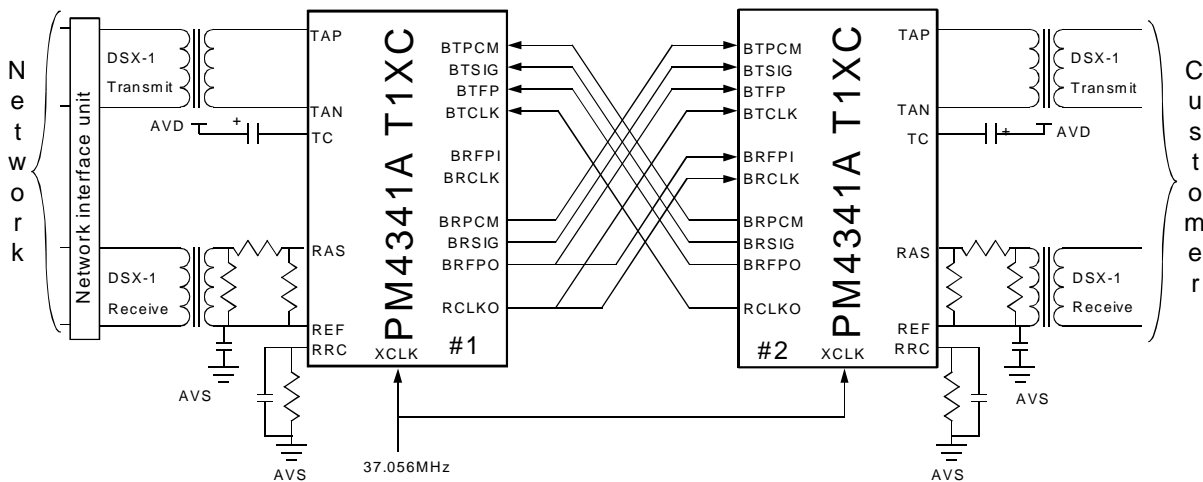 Network
Network interface unit
DSX-1
Transmit
AVD
+
DSX-1
Receive
AVS
AVS
TAP
TAN
TC
RAS
REF
RRC
PM4341A T1XC
#1
XCLK
BTPCM
BTSIG
BTFP
BTCLK
BRFPI
BRCLK
BRPCM
BRSIG
BRFPO
RCLKO
37.056MHz
BTPCM
BTSIG
BTFP
BTCLK
BRFPI
BRCLK
BRPCM
BRSIG
BRFPO
RCLKO
PM4341A T1XC
#2
XCLK
TAP
TAN
TC
RAS
REF
RRC
DSX-1
Transmit
+
AVD
DSX-1
Receive
AVS
AVS
Customer